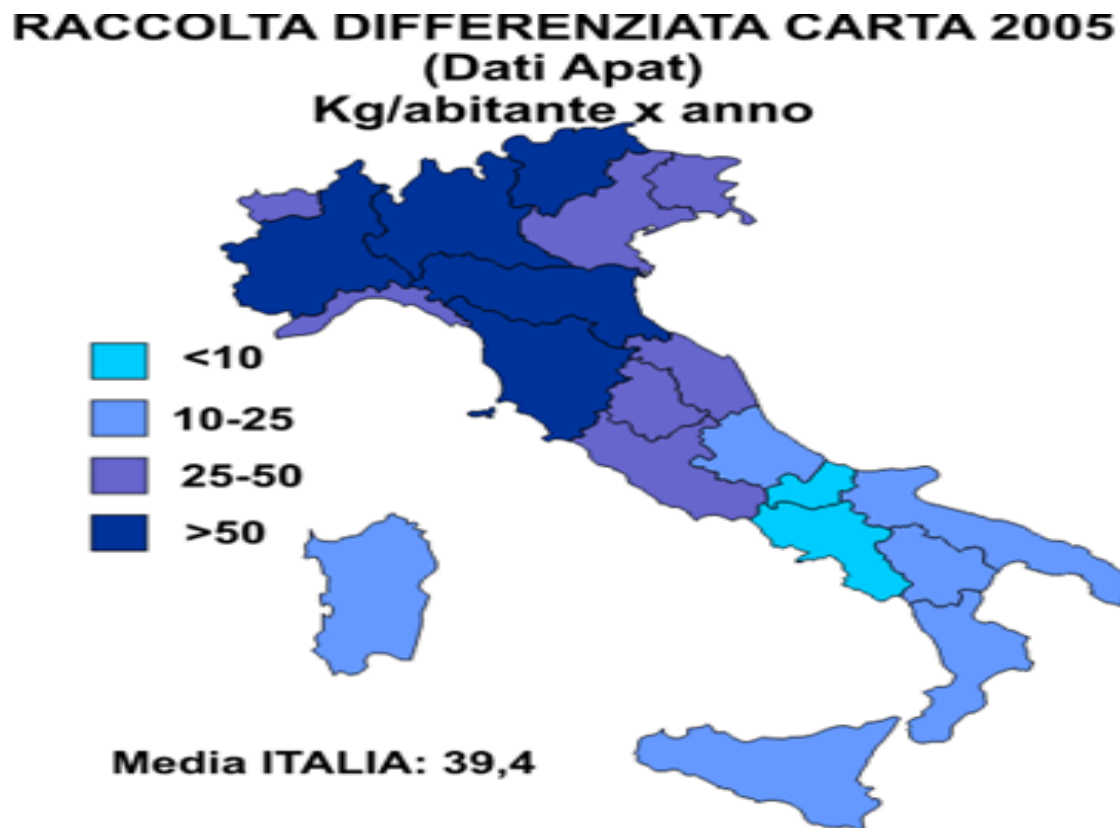 RACCOLTA DIFFERENZIATA CARTA 2005
(Dati Apat)
Kg/abitante x anno
<10
10-25
25-50
>50
Media ITALIA: 39,4